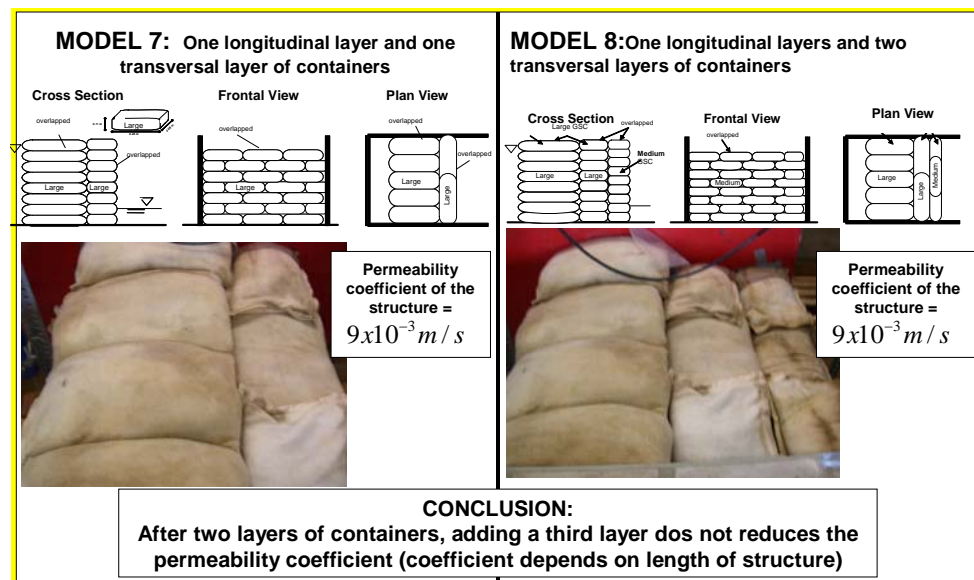 MODEL 7: One longitudinal layer and one
transversal layer of containers
Cross Section
Frontal View
Plan View
Large
overlapped
overlapped
Large
Large
overlapped
Large
overlapped
overlapped
Large
Large
Permeability
coefficient of the
structure =
9x10⁻³ m / s
MODEL 8:One longitudinal layers and two
transversal layers of containers
Cross Section
Frontal View
Plan View
Large GSC
overlapped
Medium
GSC
Large
Large
overlapped
Medium
Large
Large
Medium
Permeability
coefficient of the
structure =
9x10⁻³ m / s
CONCLUSION:
After two layers of containers, adding a third layer dos not reduces the
permeability coefficient (coefficient depends on length of structure)